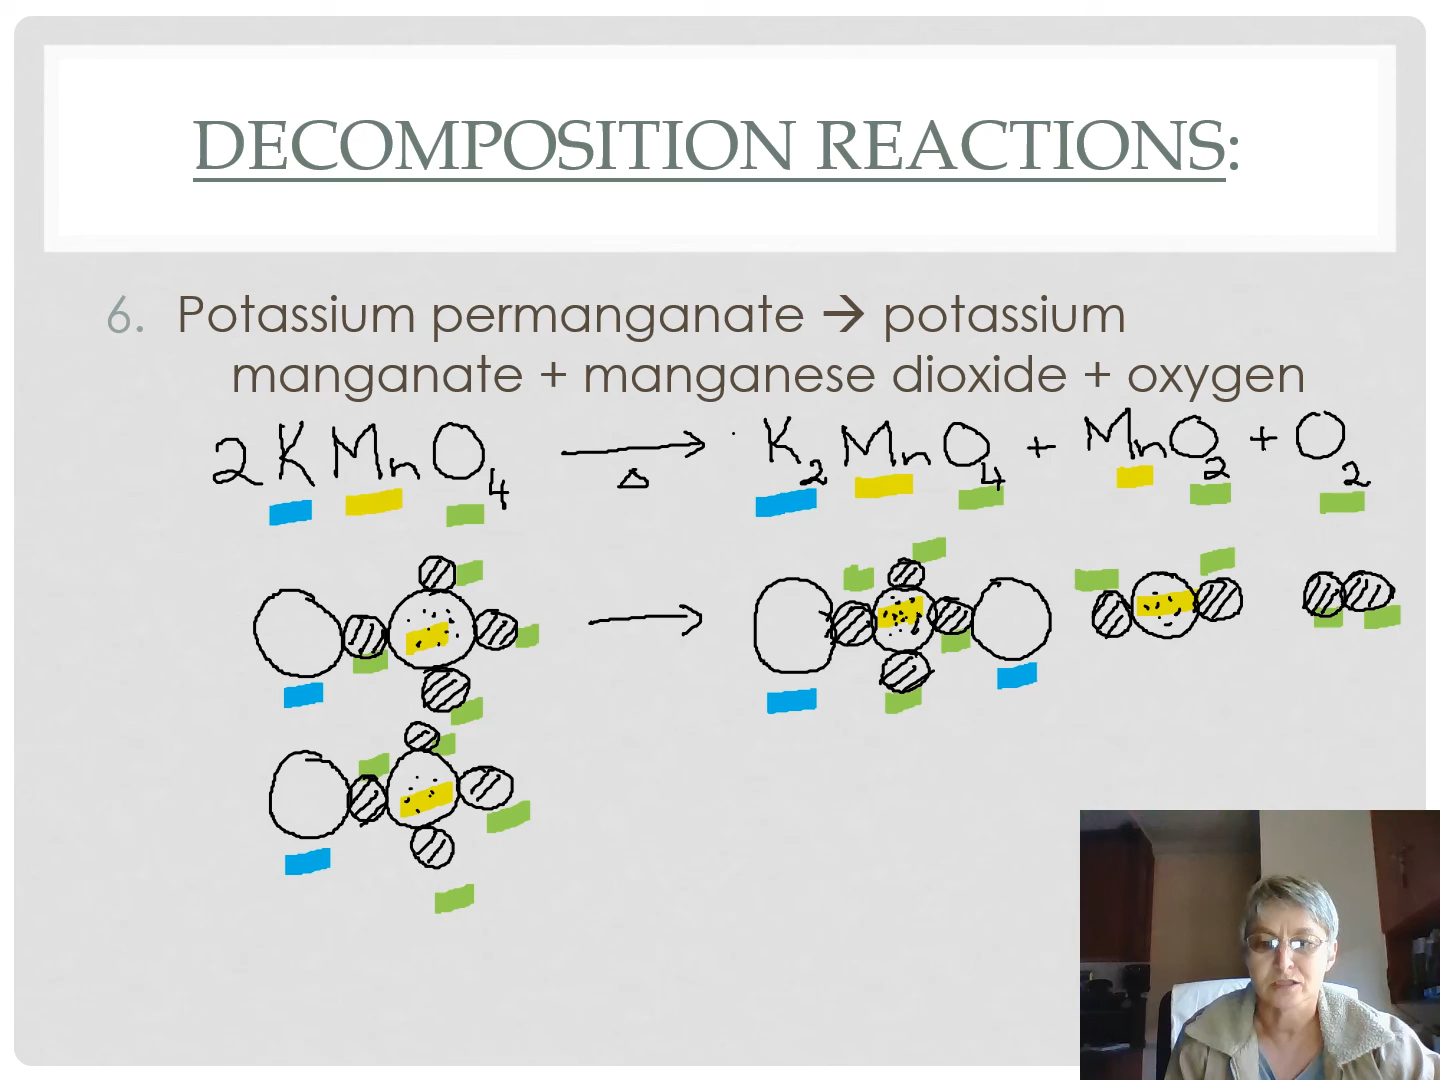 DECOMPOSITION REACTIONS:
6. Potassium permanganate → potassium
manganate + manganese dioxide + oxygen
2KMnO₄ →Δ K₂MnO₄ + MnO₂ + O₂
→